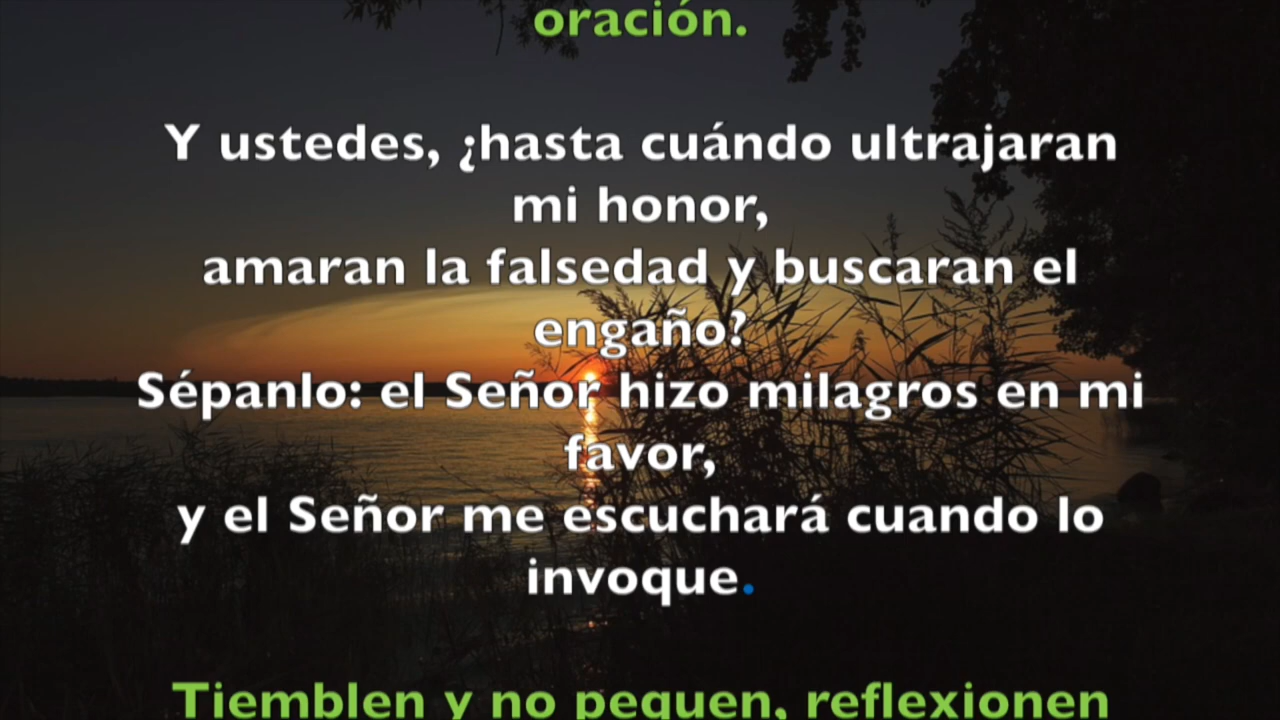 oración.
Y ustedes, ¿hasta cuándo ultrajaran
mi honor,
amaran la falsedad y buscaran el
engaño?
Sépanlo: el Señor hizo milagros en mi
favor,
y el Señor me escuchará cuando lo
invoque.
Tiemblen y no pequen, reflexionen